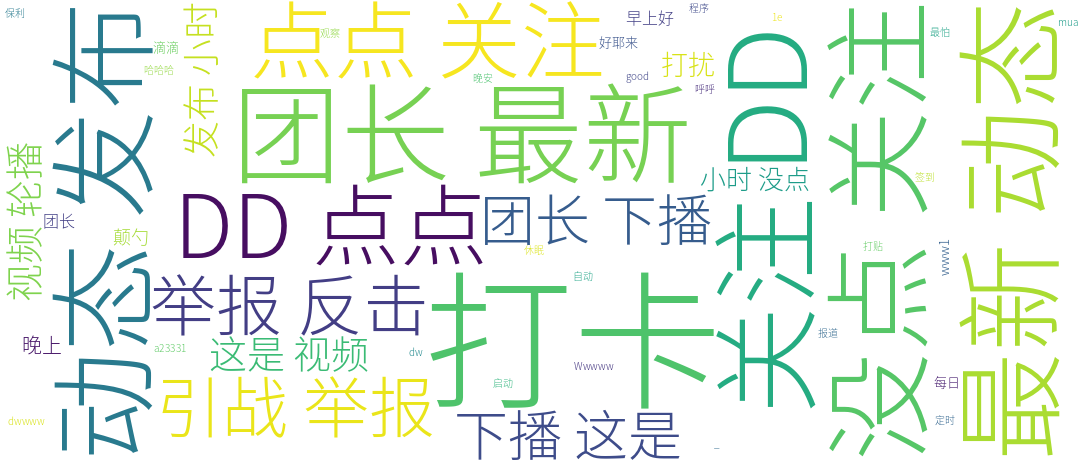 保利
动态 发布
滴滴
哈哈哈
发布 小时
点点 关注
观察
早上好
程序
1e
好耶来
打扰
晚安
good
呼呼
团长 最新
DD 点点
团长 下播
休眠
举报 反击
打卡
自动
这是 视频
引战 举报
下播 这是
a23331
dw
启动
Wwwww
视频 轮播
团长
颠勺
晚上
dwwww
关注 DD
小时 没点
没点 关注
报道
打贴
签到
www1
每日
定时
最新 动态
最怕
mua
_